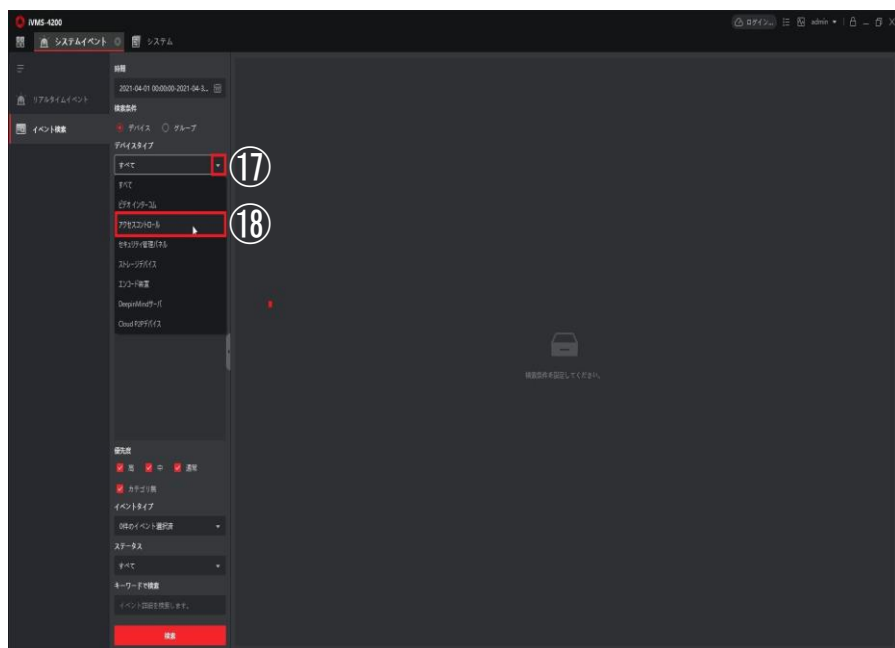 iVMS-4200
ログイン... admin
システムイベント システム
リアルタイムイベント
イベント検索
時間
2021-04-01 00:00:00-2021-04-3...
検索条件
デバイス グループ
デバイスタイプ
すべて
⑰
すべて
ビデオ インターコム
アクセスコントロール
⑱
セキュリティ管理パネル
ストレージデバイス
エンコード装置
DeepinMindサーバ
Cloud P2Pデバイス
検索条件を設定してください。
優先度
高 中 通常
カテゴリ無
イベントタイプ
0件のイベント選択済
ステータス
すべて
キーワードで検索
イベント詳細を検索します。
検索